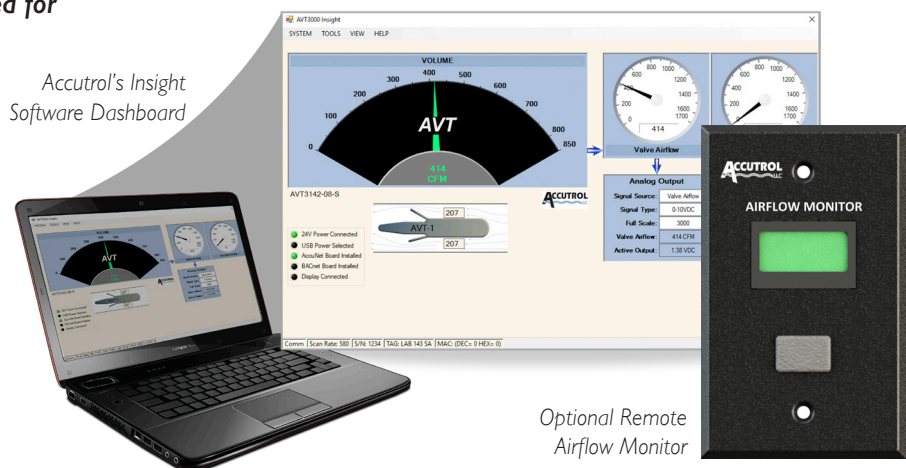 ed for
Accutrol's Insight
Software Dashboard
AVT3000 Insight
SYSTEM TOOLS VIEW HELP
VOLUME
0 100 200 300 400 500 600 700 800 850
AVT
414
CFM
0 200 400 600 800 1000 1200 1400 1600 1700
414
Valve Airflow
0 200 400 600 800 1000 1200 1400 1600 1700
AVT3142-08-S
ACCUTROL
207
AVT-1
207
24V Power Connected
USB Power Selected
AccuNet Board Installed
BACnet Board Installed
Display Connected
Analog Output
Signal Source: Valve Airflow
Signal Type: 0-10VDC
Full Scale: 3000
Valve Airflow: 414 CFM
Active Output: 1.38 VDC
Comm Scan Rate: 580 S/N: 1234 TAG: LAB 143 SA MAC: (DEC= 0 HEX= 0)
ACCUTROL LLC
AIRFLOW MONITOR
Optional Remote
Airflow Monitor
VOLUME
AVT